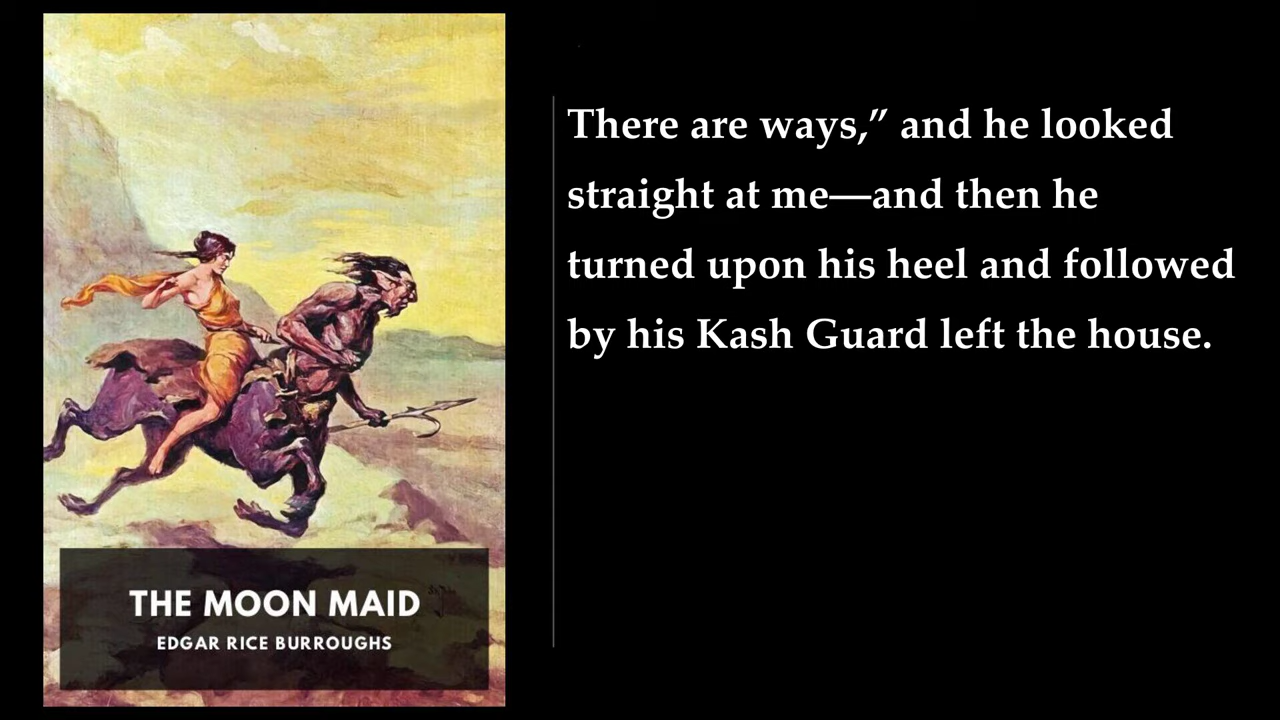 There are ways,” and he looked
straight at me—and then he
turned upon his heel and followed
by his Kash Guard left the house.
THE MOON MAID
EDGAR RICE BURROUGHS